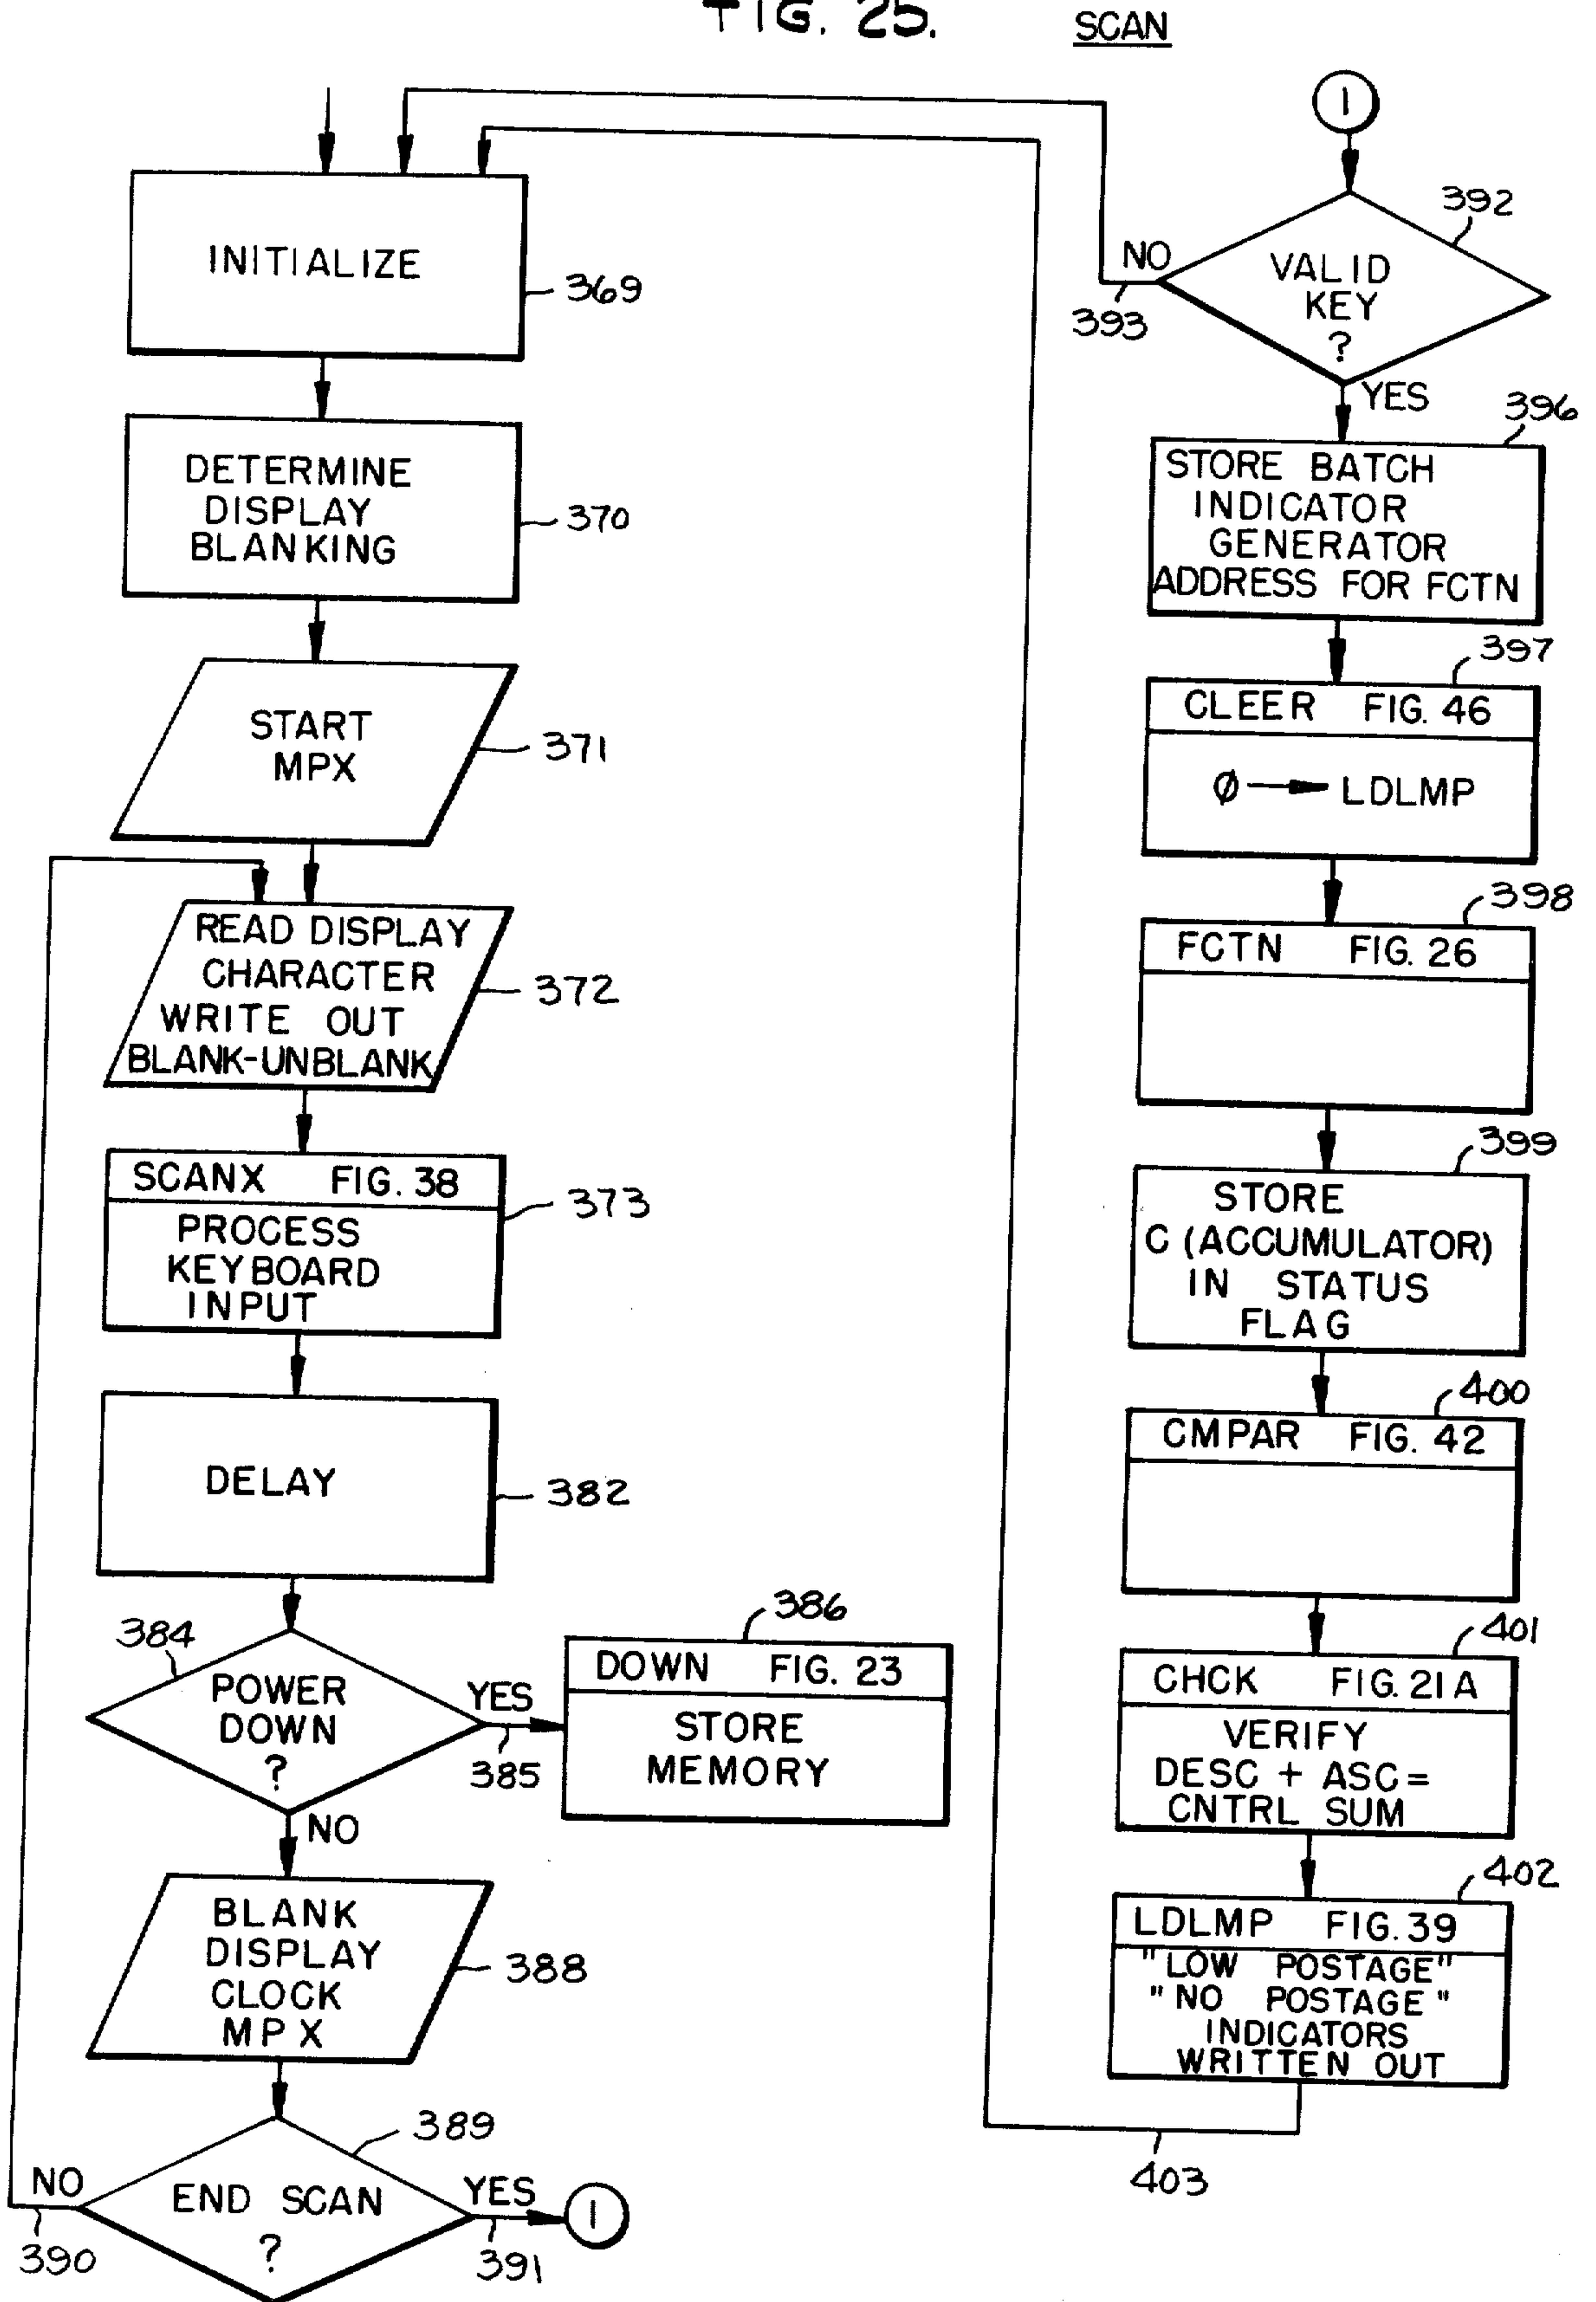 FIG. 25.
SCAN
INITIALIZE
369
DETERMINE
DISPLAY
BLANKING
370
START
MPX
371
READ DISPLAY
CHARACTER
WRITE OUT
BLANK-UNBLANK
372
SCANX FIG. 38
PROCESS
KEYBOARD
INPUT
373
DELAY
382
384
POWER
DOWN
?
YES
385
386
DOWN FIG. 23
STORE
MEMORY
NO
BLANK
DISPLAY
CLOCK
MPX
388
389
END SCAN
?
NO
390
YES
391
1
1
392
VALID
KEY
?
NO
393
YES
396
STORE BATCH
INDICATOR
GENERATOR
ADDRESS FOR FCTN
397
CLEER FIG. 46
Ø → LDLMP
398
FCTN FIG. 26
399
STORE
C (ACCUMULATOR)
IN STATUS
FLAG
400
CMPAR FIG. 42
401
CHCK FIG. 21A
VERIFY
DESC + ASC =
CNTRL SUM
402
LDLMP FIG. 39
"LOW POSTAGE"
"NO POSTAGE"
INDICATORS
WRITTEN OUT
403